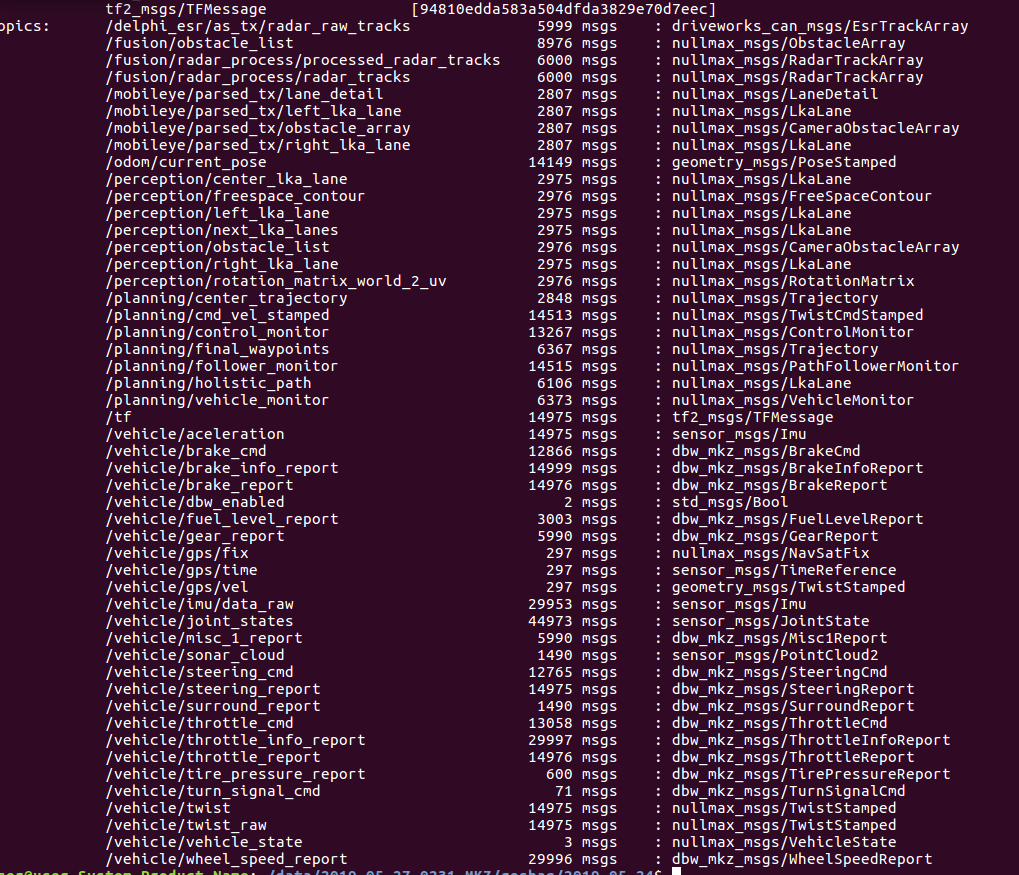 tf2_msgs/TFMessage [94810edda583a504dfda3829e70d7eec]
opics: /delphi_esr/as_tx/radar_raw_tracks 5999 msgs : driveworks_can_msgs/EsrTrackArray
/fusion/obstacle_list 8976 msgs : nullmax_msgs/ObstacleArray
/fusion/radar_process/processed_radar_tracks 6000 msgs : nullmax_msgs/RadarTrackArray
/fusion/radar_process/radar_tracks 6000 msgs : nullmax_msgs/RadarTrackArray
/mobileye/parsed_tx/lane_detail 2807 msgs : nullmax_msgs/LaneDetail
/mobileye/parsed_tx/left_lka_lane 2807 msgs : nullmax_msgs/LkaLane
/mobileye/parsed_tx/obstacle_array 2807 msgs : nullmax_msgs/CameraObstacleArray
/mobileye/parsed_tx/right_lka_lane 2807 msgs : nullmax_msgs/LkaLane
/odom/current_pose 14149 msgs : geometry_msgs/PoseStamped
/perception/center_lka_lane 2975 msgs : nullmax_msgs/LkaLane
/perception/freespace_contour 2976 msgs : nullmax_msgs/FreeSpaceContour
/perception/left_lka_lane 2975 msgs : nullmax_msgs/LkaLane
/perception/next_lka_lanes 2975 msgs : nullmax_msgs/LkaLane
/perception/obstacle_list 2976 msgs : nullmax_msgs/CameraObstacleArray
/perception/right_lka_lane 2975 msgs : nullmax_msgs/LkaLane
/perception/rotation_matrix_world_2_uv 2976 msgs : nullmax_msgs/RotationMatrix
/planning/center_trajectory 2848 msgs : nullmax_msgs/Trajectory
/planning/cmd_vel_stamped 14513 msgs : nullmax_msgs/TwistCmdStamped
/planning/control_monitor 13267 msgs : nullmax_msgs/ControlMonitor
/planning/final_waypoints 6367 msgs : nullmax_msgs/Trajectory
/planning/follower_monitor 14515 msgs : nullmax_msgs/PathFollowerMonitor
/planning/holistic_path 6106 msgs : nullmax_msgs/LkaLane
/planning/vehicle_monitor 6373 msgs : nullmax_msgs/VehicleMonitor
/tf 14975 msgs : tf2_msgs/TFMessage
/vehicle/aceleration 14975 msgs : sensor_msgs/Imu
/vehicle/brake_cmd 12866 msgs : dbw_mkz_msgs/BrakeCmd
/vehicle/brake_info_report 14999 msgs : dbw_mkz_msgs/BrakeInfoReport
/vehicle/brake_report 14976 msgs : dbw_mkz_msgs/BrakeReport
/vehicle/dbw_enabled 2 msgs : std_msgs/Bool
/vehicle/fuel_level_report 3003 msgs : dbw_mkz_msgs/FuelLevelReport
/vehicle/gear_report 5990 msgs : dbw_mkz_msgs/GearReport
/vehicle/gps/fix 297 msgs : nullmax_msgs/NavSatFix
/vehicle/gps/time 297 msgs : sensor_msgs/TimeReference
/vehicle/gps/vel 297 msgs : geometry_msgs/TwistStamped
/vehicle/imu/data_raw 29953 msgs : sensor_msgs/Imu
/vehicle/joint_states 44973 msgs : sensor_msgs/JointState
/vehicle/misc_1_report 5990 msgs : dbw_mkz_msgs/Misc1Report
/vehicle/sonar_cloud 1490 msgs : sensor_msgs/PointCloud2
/vehicle/steering_cmd 12765 msgs : dbw_mkz_msgs/SteeringCmd
/vehicle/steering_report 14975 msgs : dbw_mkz_msgs/SteeringReport
/vehicle/surround_report 1490 msgs : dbw_mkz_msgs/SurroundReport
/vehicle/throttle_cmd 13058 msgs : dbw_mkz_msgs/ThrottleCmd
/vehicle/throttle_info_report 29997 msgs : dbw_mkz_msgs/ThrottleInfoReport
/vehicle/throttle_report 14976 msgs : dbw_mkz_msgs/ThrottleReport
/vehicle/tire_pressure_report 600 msgs : dbw_mkz_msgs/TirePressureReport
/vehicle/turn_signal_cmd 71 msgs : dbw_mkz_msgs/TurnSignalCmd
/vehicle/twist 14975 msgs : nullmax_msgs/TwistStamped
/vehicle/twist_raw 14975 msgs : nullmax_msgs/TwistStamped
/vehicle/vehicle_state 3 msgs : nullmax_msgs/VehicleState
/vehicle/wheel_speed_report 29996 msgs : dbw_mkz_msgs/WheelSpeedReport